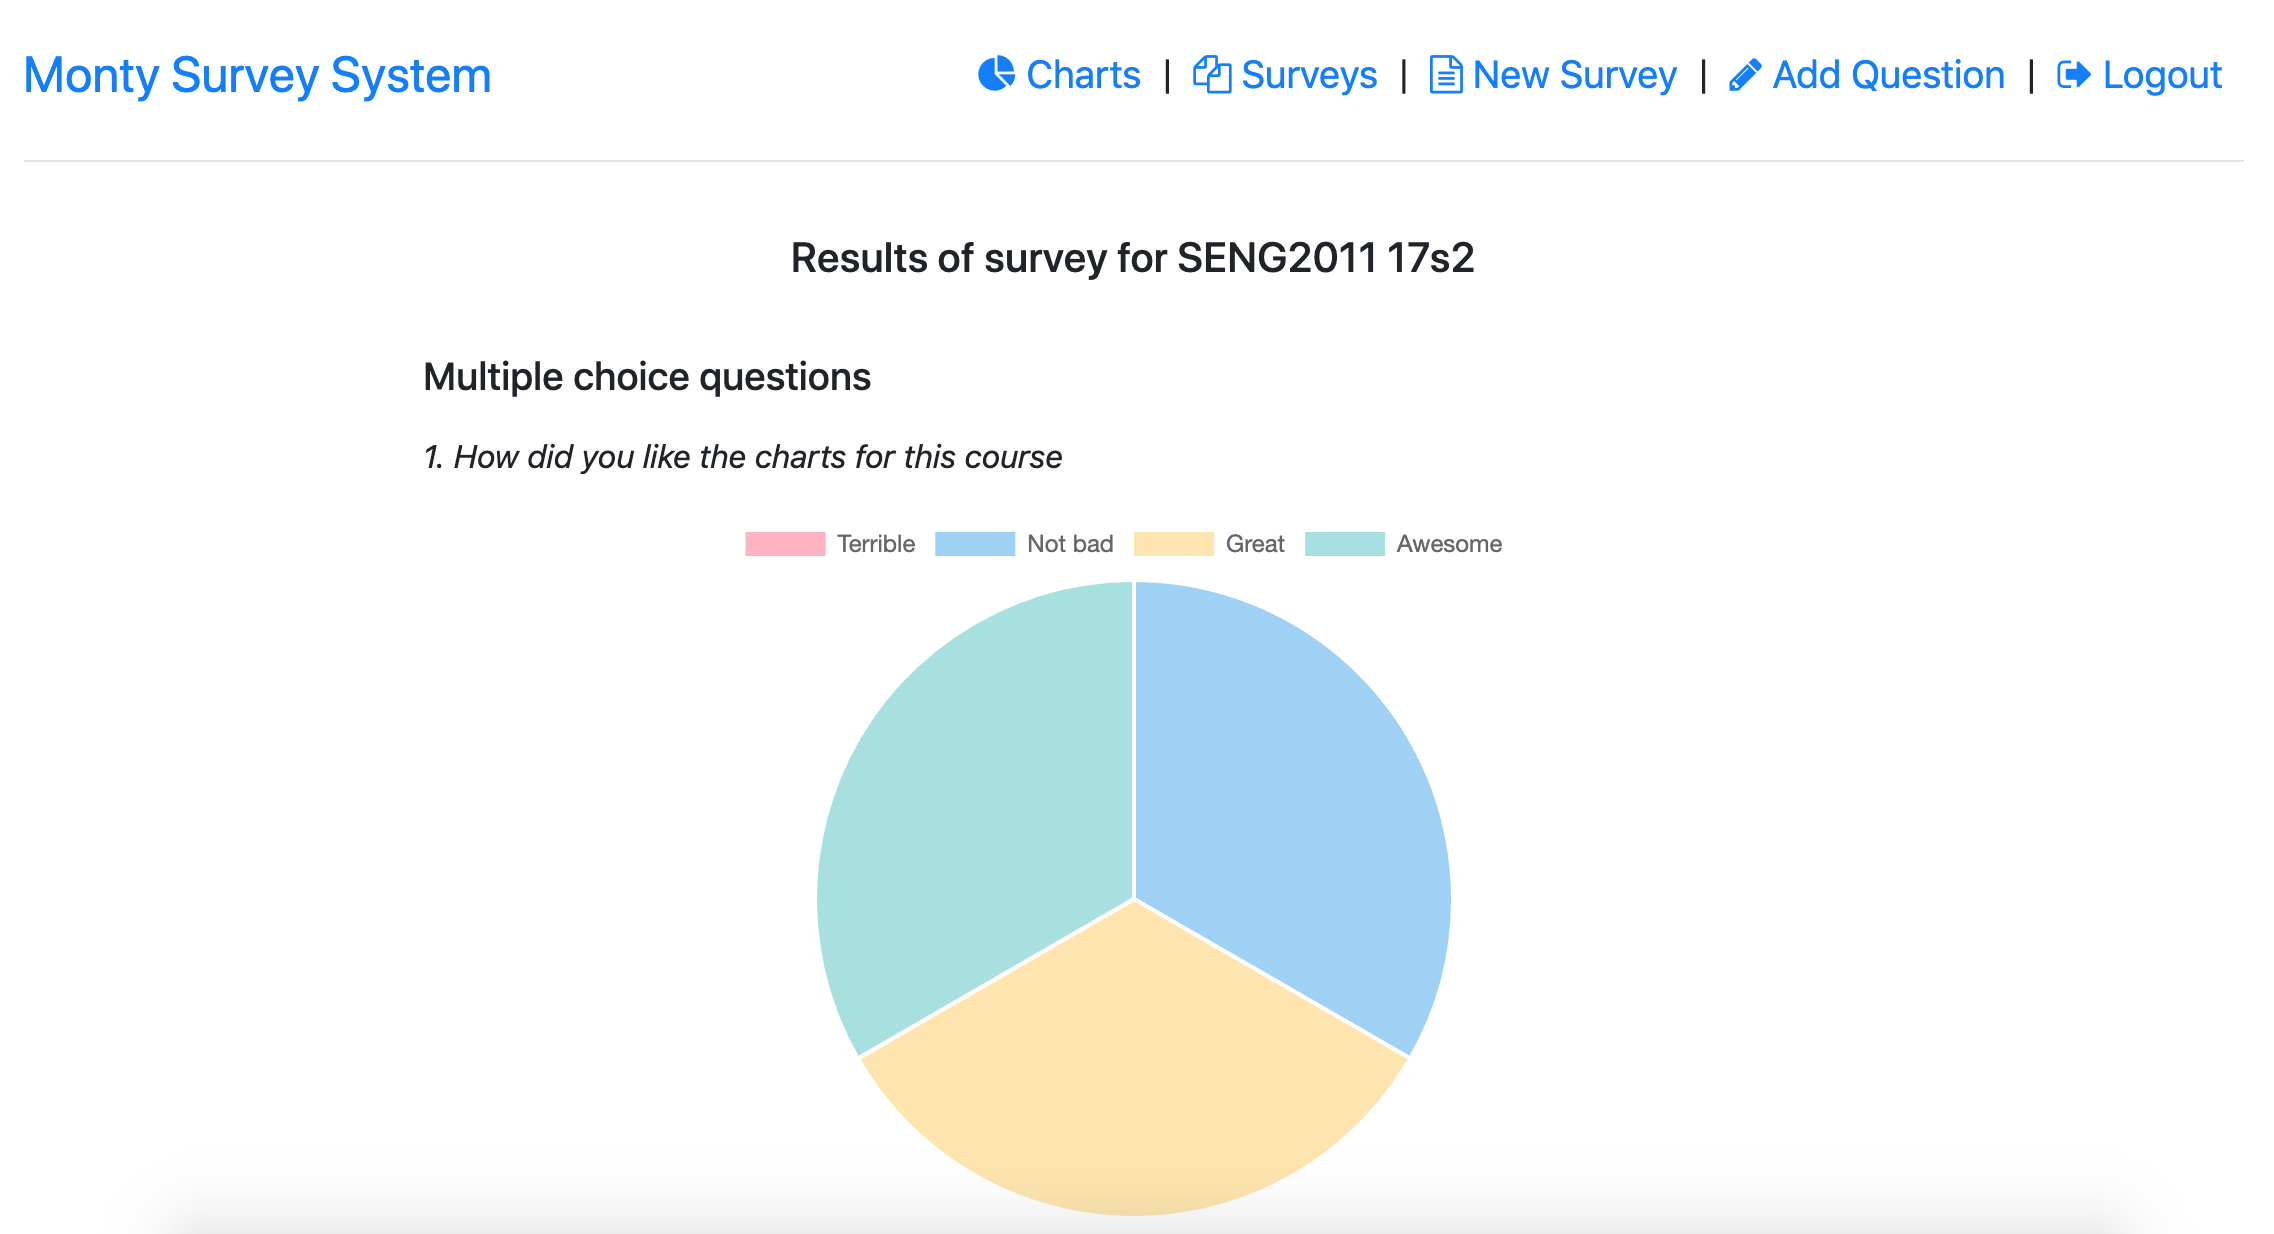 Monty Survey System
Charts | Surveys | New Survey | Add Question | Logout
Results of survey for SENG2011 17s2
Multiple choice questions
1. How did you like the charts for this course
Terrible Not bad Great Awesome